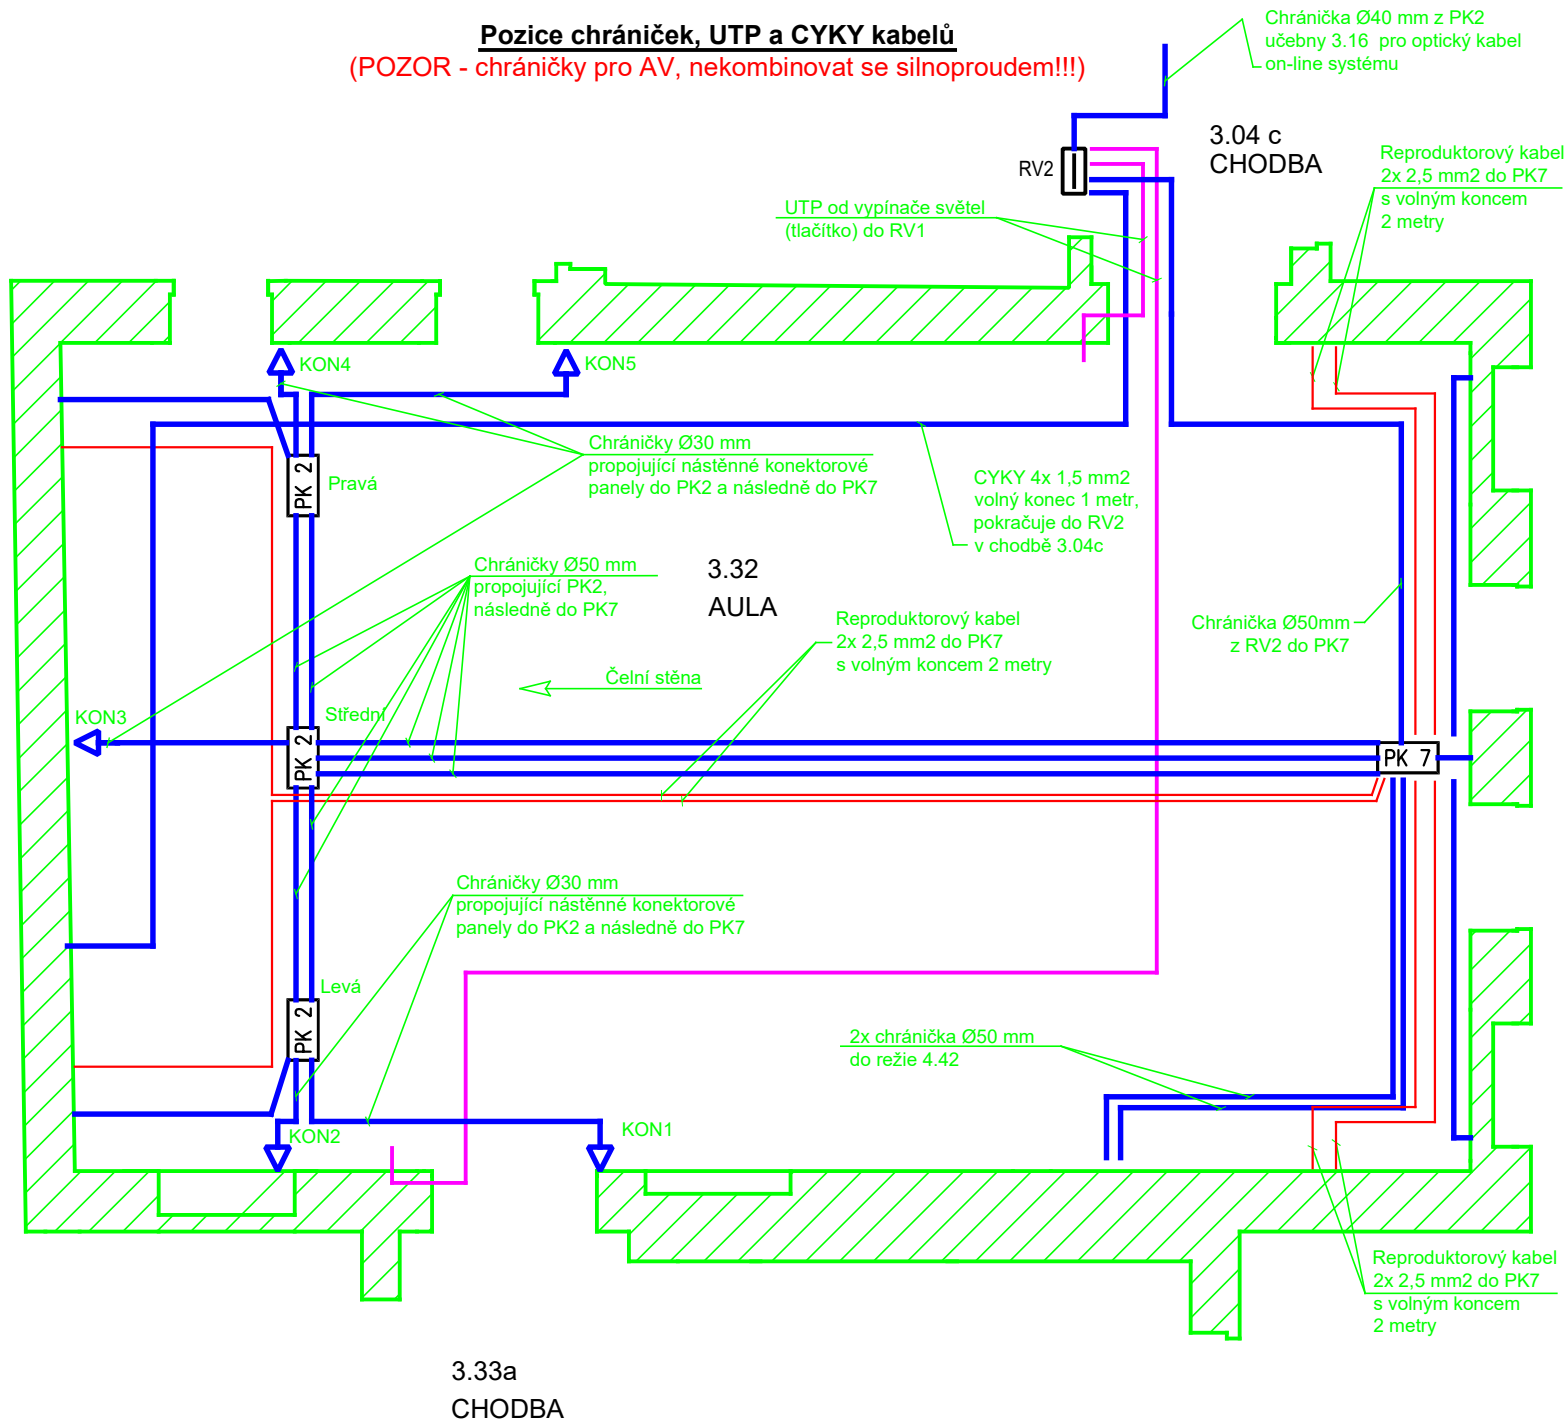 Pozice chrániček, UTP a CYKY kabelů
(POZOR - chráničky pro AV, nekombinovat se silnoproudem!!!)
Chránička Ø40 mm z PK2
učebny 3.16 pro optický kabel
on-line systému
3.04 c
CHODBA
RV2
Reproduktorový kabel
2x 2,5 mm2 do PK7
s volným koncem
2 metry
UTP od vypínače světel
(tlačítko) do RV1
KON4
KON5
Chráničky Ø30 mm
propojující nástěnné konektorové
panely do PK2 a následně do PK7
PK 2
Pravá
CYKY 4x 1,5 mm2
volný konec 1 metr,
pokračuje do RV2
v chodbě 3.04c
Chráničky Ø50 mm
propojující PK2,
následně do PK7
3.32
AULA
Reproduktorový kabel
2x 2,5 mm2 do PK7
s volným koncem 2 metry
Chránička Ø50mm
z RV2 do PK7
Čelní stěna
KON3
Střední
PK 2
PK 7
Chráničky Ø30 mm
propojující nástěnné konektorové
panely do PK2 a následně do PK7
Levá
PK 2
2x chránička Ø50 mm
do režie 4.42
KON2
KON1
Reproduktorový kabel
2x 2,5 mm2 do PK7
s volným koncem
2 metry
3.33a
CHODBA